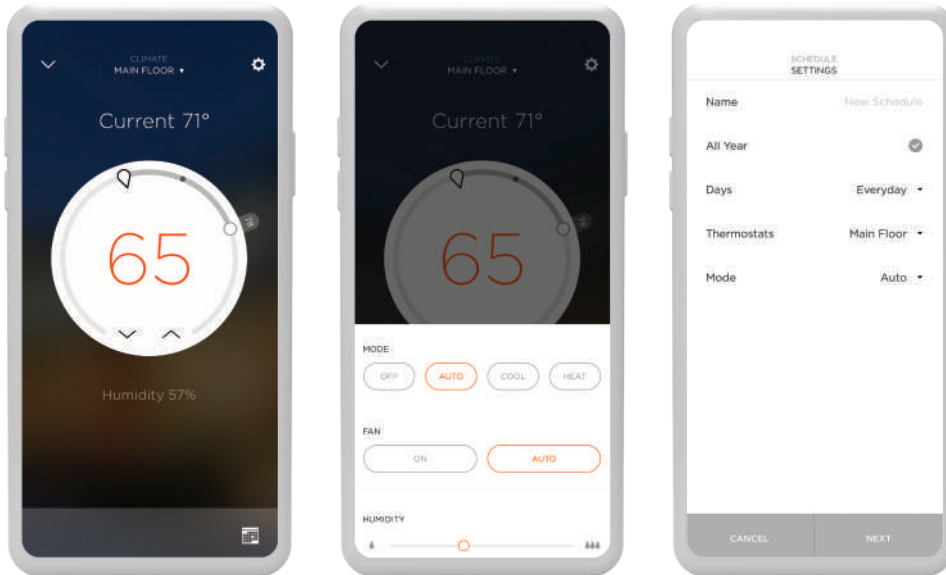 CLIMATE
MAIN FLOOR
Current 71°
65
78
Humidity 57%
CLIMATE
MAIN FLOOR
Current 71°
65
78
MODE
OFF AUTO COOL HEAT
FAN
ON AUTO
HUMIDITY
SCHEDULE
SETTINGS
Name New Schedule
All Year
Days Everyday
Thermostats Main Floor
Mode Auto
CANCEL NEXT